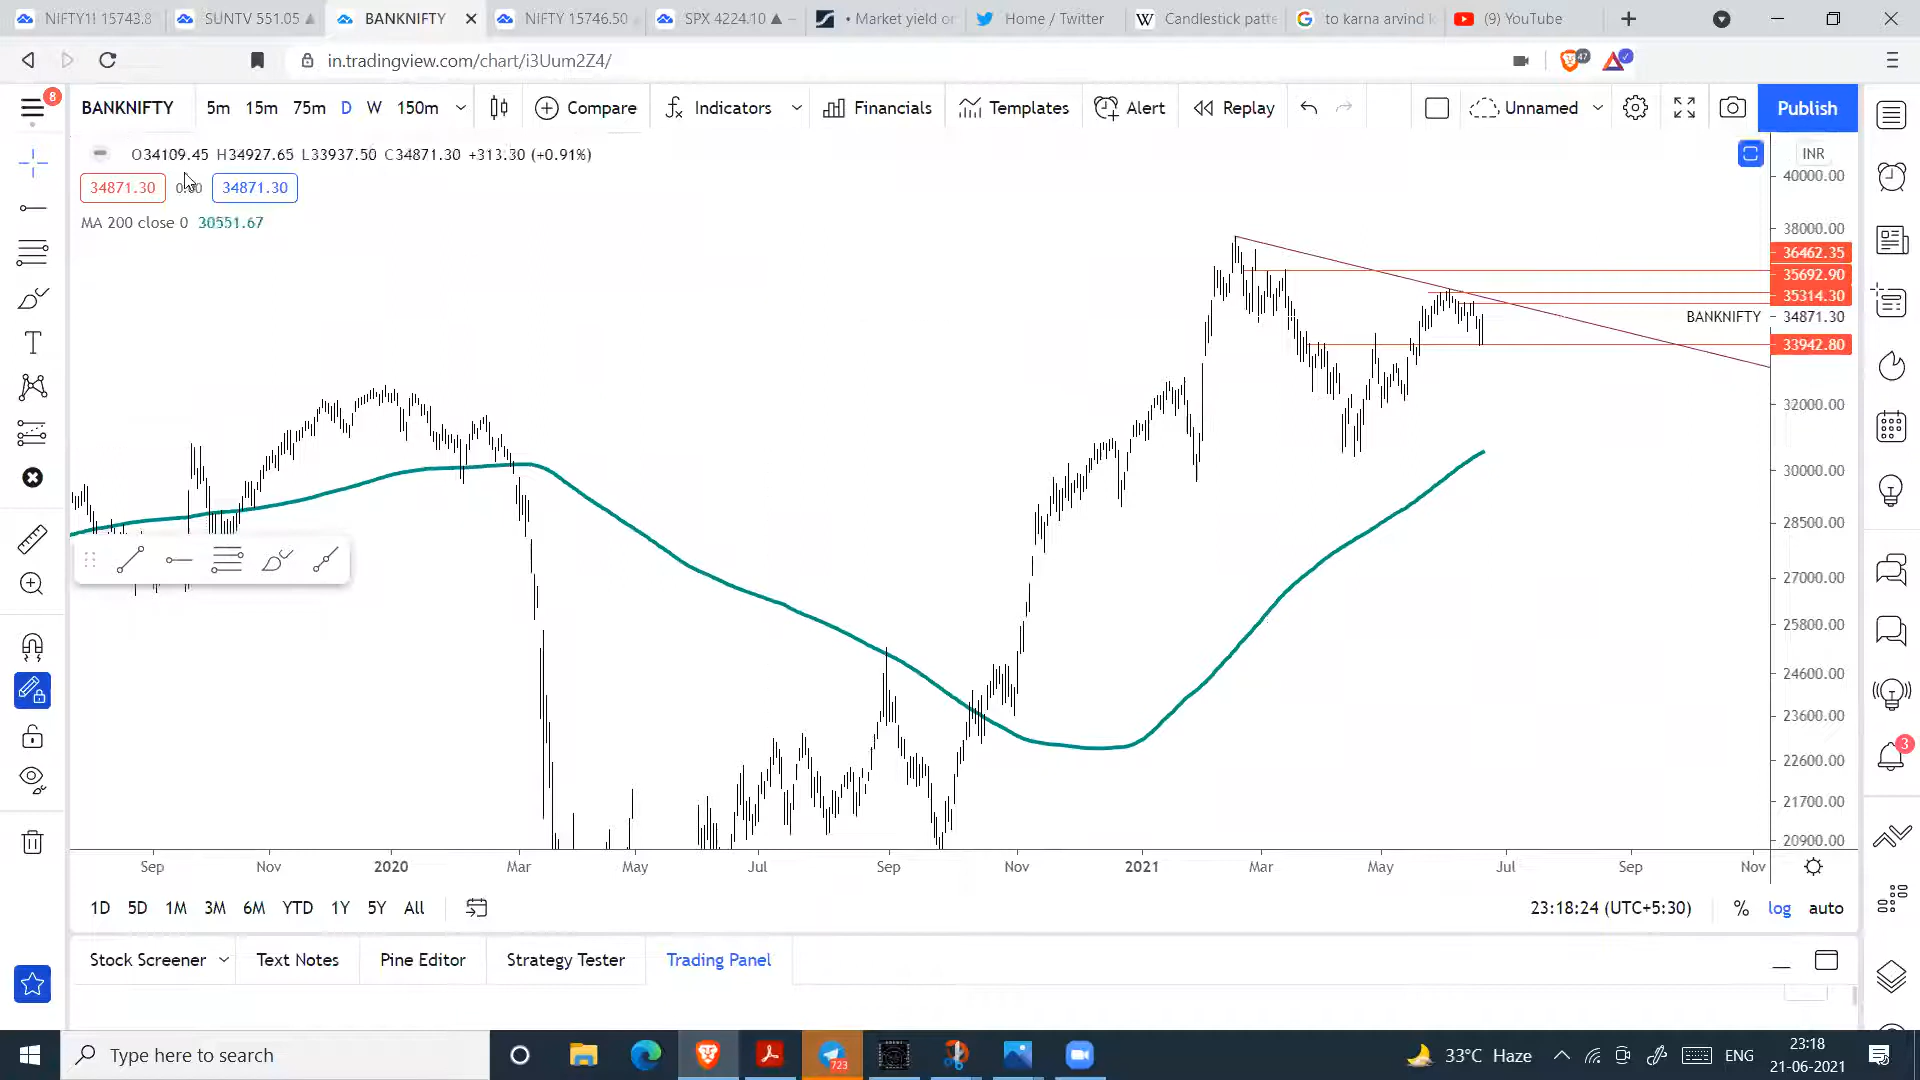 NIFTY1! 15743.8
SUNTV 551.05 ▲
BANKNIFTY
NIFTY 15746.50
SPX 4224.10 ▲ −
• Market yield on
Home / Twitter
Candlestick patte
to karna arvind k
(9) YouTube
in.tradingview.com/chart/i3Uum2Z4/
47
8
BANKNIFTY 5m 15m 75m D W 150m Compare Indicators Financials Templates Alert Replay Unnamed Publish
O34109.45 H34927.65 L33937.50 C34871.30 +313.30 (+0.91%)
34871.30 0.00 34871.30
MA 200 close 0 30551.67
INR
40000.00
38000.00
36462.35
35692.90
35314.30
BANKNIFTY 34871.30
33942.80
32000.00
30000.00
28500.00
27000.00
25800.00
24600.00
23600.00
22600.00
21700.00
20900.00
3
Sep Nov 2020 Mar May Jul Sep Nov 2021 Mar May Jul Sep Nov
1D 5D 1M 3M 6M YTD 1Y 5Y All 23:18:24 (UTC+5:30) % log auto
Stock Screener Text Notes Pine Editor Strategy Tester Trading Panel
Type here to search
723
33°C Haze
ENG
23:18
21-06-2021